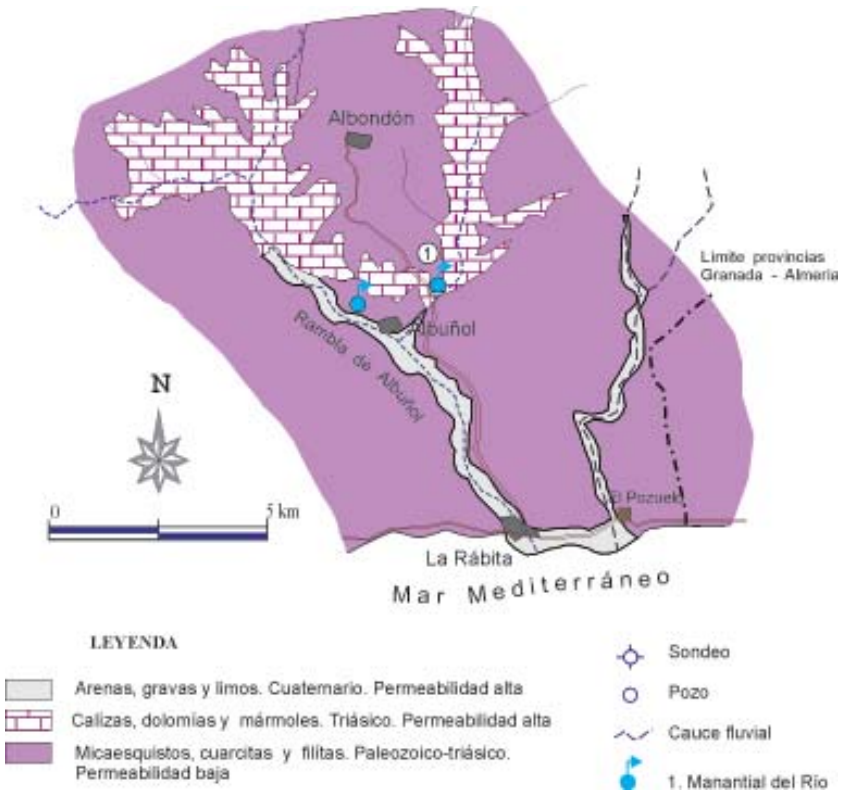 Albondón
1
Límite provincias
Granada - Almería
Albuñol
Rambla de Albuñol
N
0 5 km
El Pozuelo
La Rábita
Mar Mediterráneo
LEYENDA
Arenas, gravas y limos. Cuaternario. Permeabilidad alta
Calizas, dolomías y mármoles. Triásico. Permeabilidad alta
Micaesquistos, cuarcitas y filitas. Paleozoico-triásico.
Permeabilidad baja
Sondeo
Pozo
Cauce fluvial
1. Manantial del Río